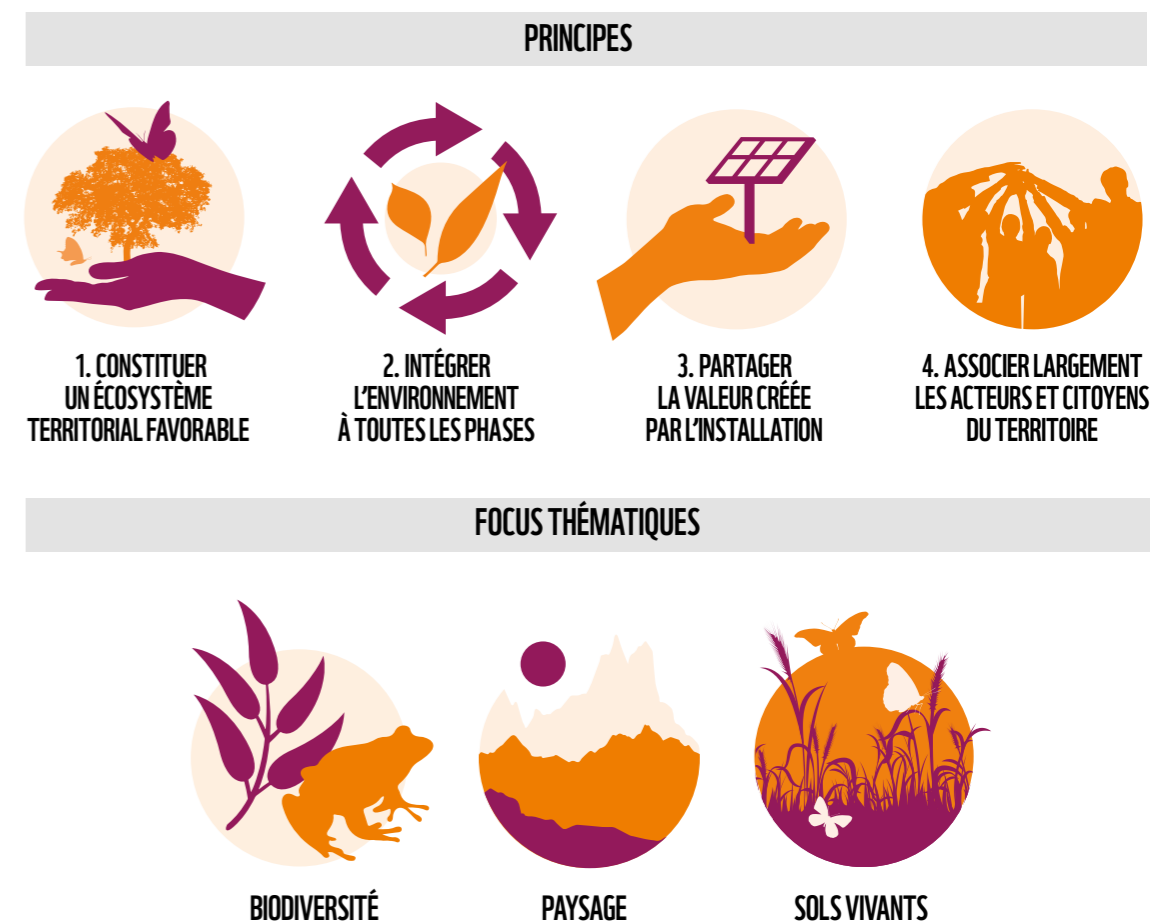 PRINCIPES
1. CONSTITUER
UN ÉCOSYSTÈME
TERRITORIAL FAVORABLE
2. INTÉGRER
L'ENVIRONNEMENT
À TOUTES LES PHASES
3. PARTAGER
LA VALEUR CRÉÉE
PAR L'INSTALLATION
4. ASSOCIER LARGEMENT
LES ACTEURS ET CITOYENS
DU TERRITOIRE
FOCUS THÉMATIQUES
BIODIVERSITÉ
PAYSAGE
SOLS VIVANTS